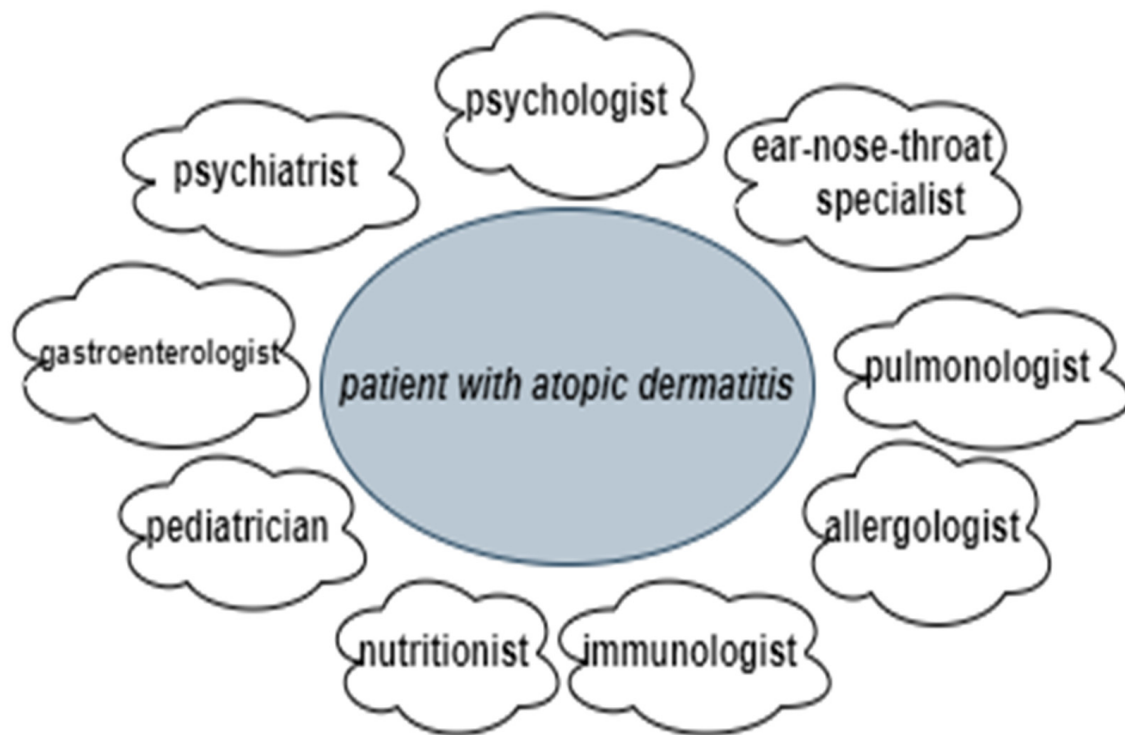 psychologist
ear-nose-throat
specialist
psychiatrist
gastroenterologist
patient with atopic dermatitis
pulmonologist
pediatrician
allergologist
nutritionist
immunologist